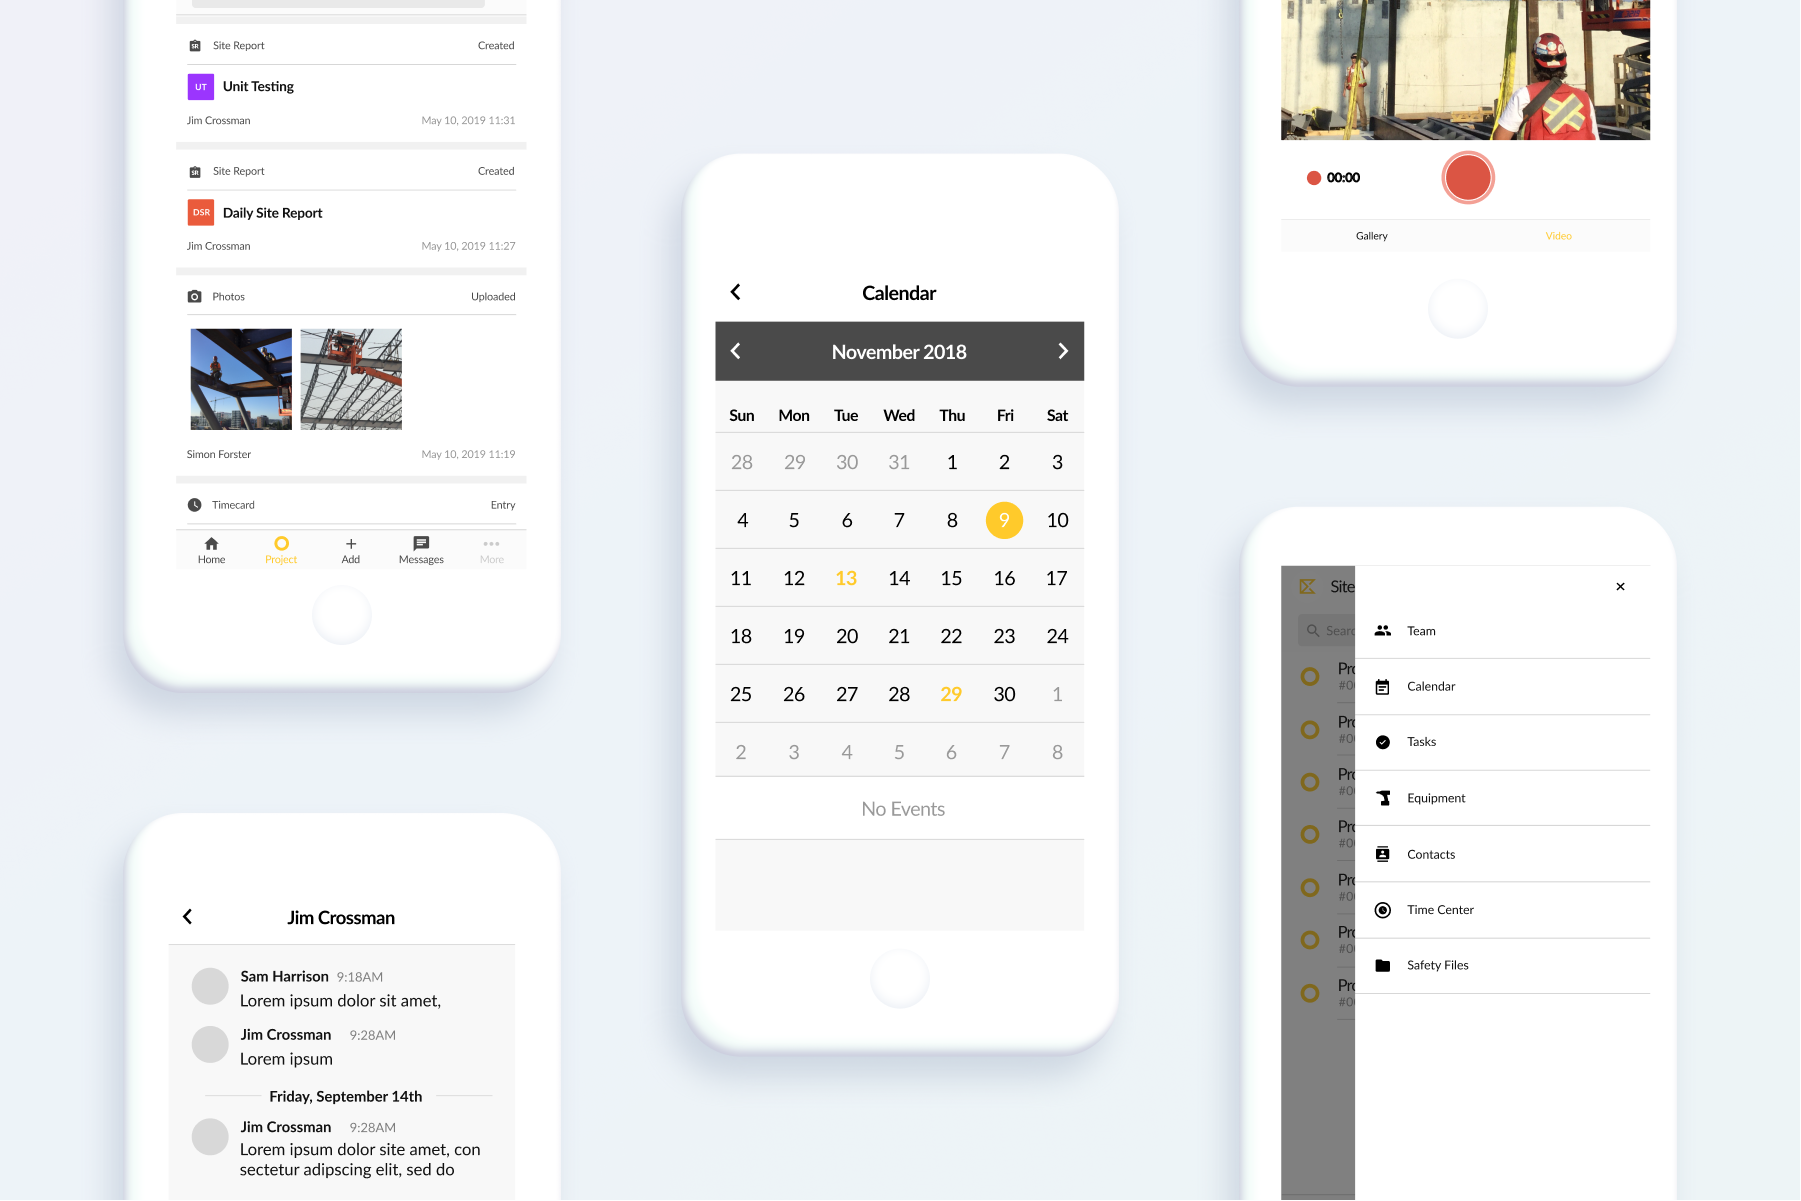 SR Site Report Created
UT Unit Testing
Jim Crossman May 10, 2019 11:31
SR Site Report Created
DSR Daily Site Report
Jim Crossman May 10, 2019 11:27
Photos Uploaded
Simon Forster May 10, 2019 11:19
Timecard Entry
Home Project Add Messages More
Jim Crossman
Sam Harrison 9:18AM
Lorem ipsum dolor sit amet,
Jim Crossman 9:28AM
Lorem ipsum
Friday, September 14th
Jim Crossman 9:28AM
Lorem ipsum dolor site amet, con
sectetur adipscing elit, sed do
Calendar
November 2018
Sun Mon Tue Wed Thu Fri Sat
28 29 30 31 1 2 3
4 5 6 7 8 9 10
11 12 13 14 15 16 17
18 19 20 21 22 23 24
25 26 27 28 29 30 1
2 3 4 5 6 7 8
No Events
00:00
Gallery Video
Site
Searc
Pro
#00
Pro
#00
Pro
#00
Pro
#00
Pro
#00
Pro
#00
Pro
#00
Team
Calendar
Tasks
Equipment
Contacts
Time Center
Safety Files